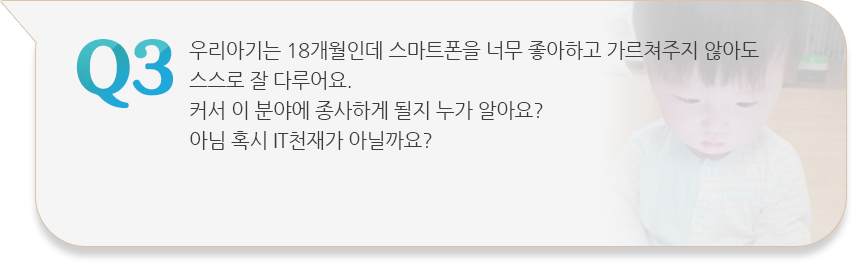 Q3
우리아기는 18개월인데 스마트폰을 너무 좋아하고 가르쳐주지 않아도
스스로 잘 다루어요.
커서 이 분야에 종사하게 될지 누가 알아요?
아님 혹시 IT천재가 아닐까요?